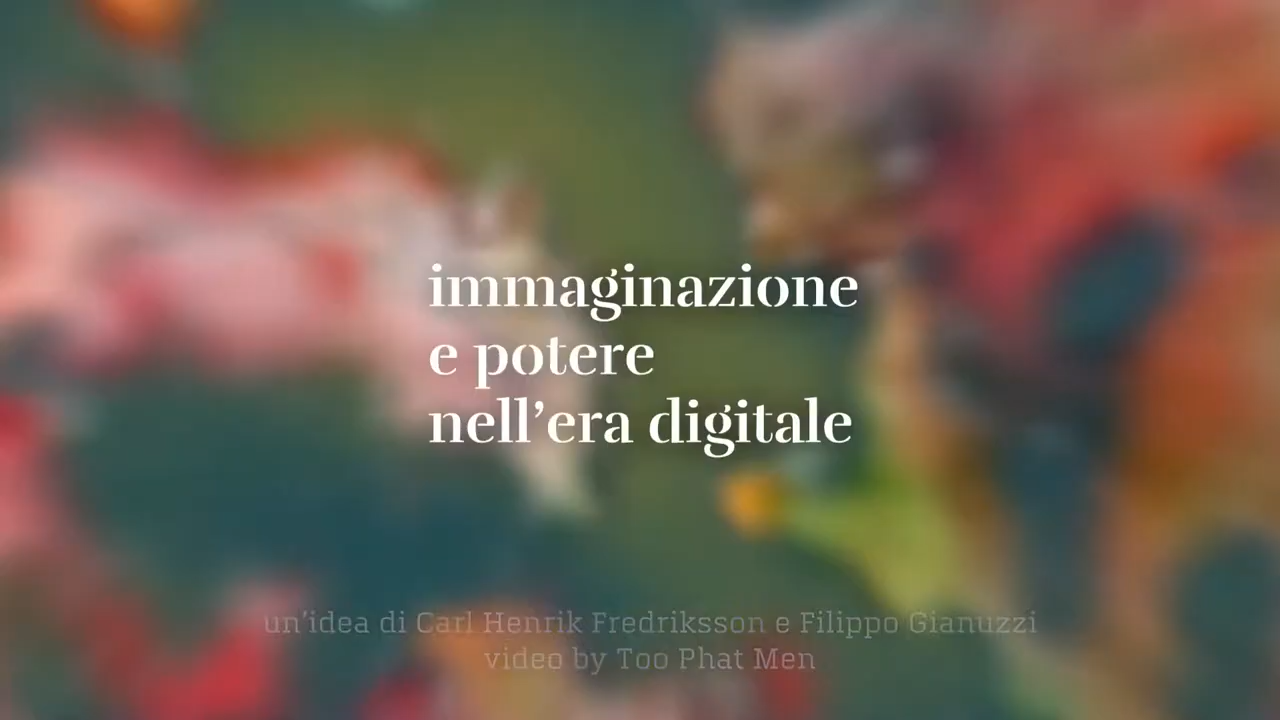 immaginazione
e potere
nell’era digitale
un’idea di Carl Henrik Fredriksson e Filippo Gianuzzi
video by Too Phat Men